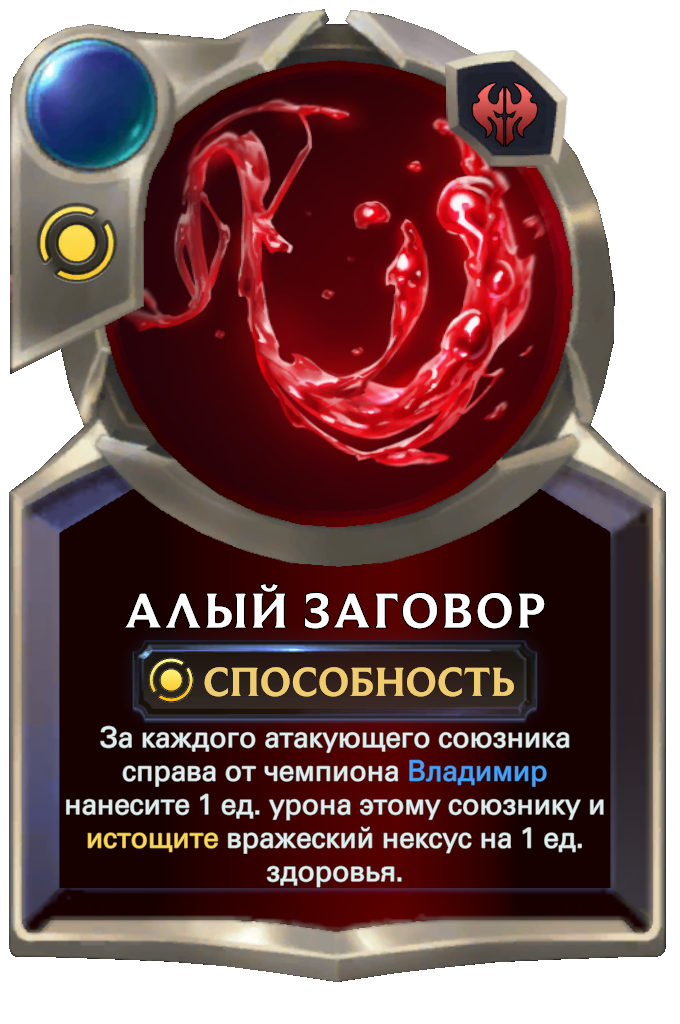 АЛЫЙ ЗАГОВОР
СПОСОБНОСТЬ
За каждого атакующего союзника
справа от чемпиона Владимир
нанесите 1 ед. урона этому союзнику и
истощите вражеский нексус на 1 ед.
здоровья.